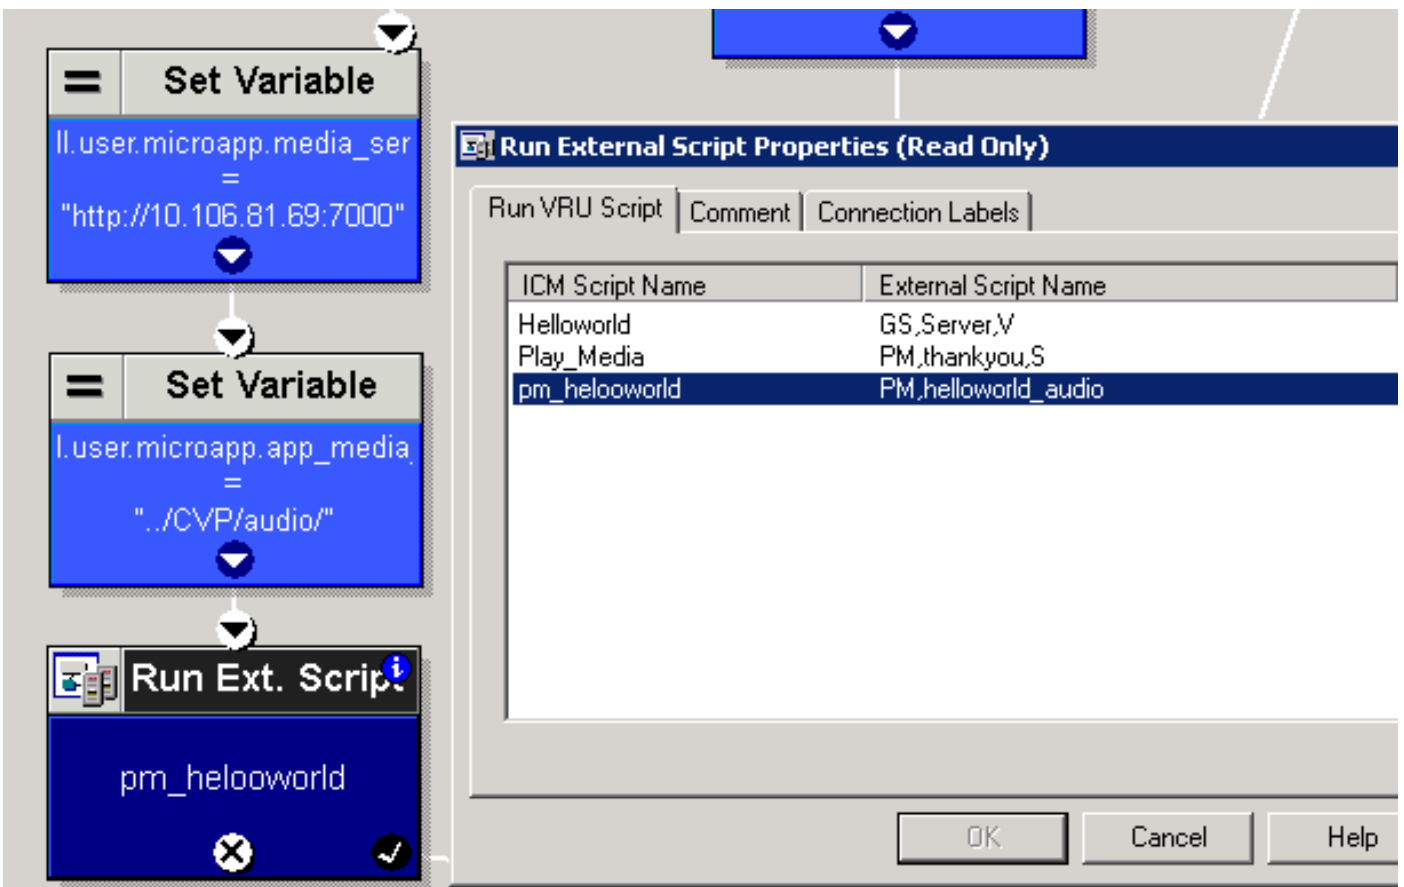 Set Variable
ll.user.microapp.media_ser
=
"http://10.106.81.69:7000"
Set Variable
l.user.microapp.app_media_
=
"../CVP/audio/"
Run Ext. Script
pm_helooworld
Run External Script Properties (Read Only)
Run VRU Script Comment Connection Labels
ICM Script Name External Script Name
Helloworld GS,Server,V
Play_Media PM,thankyou,S
pm_helooworld PM,helloworld_audio
OK Cancel Help